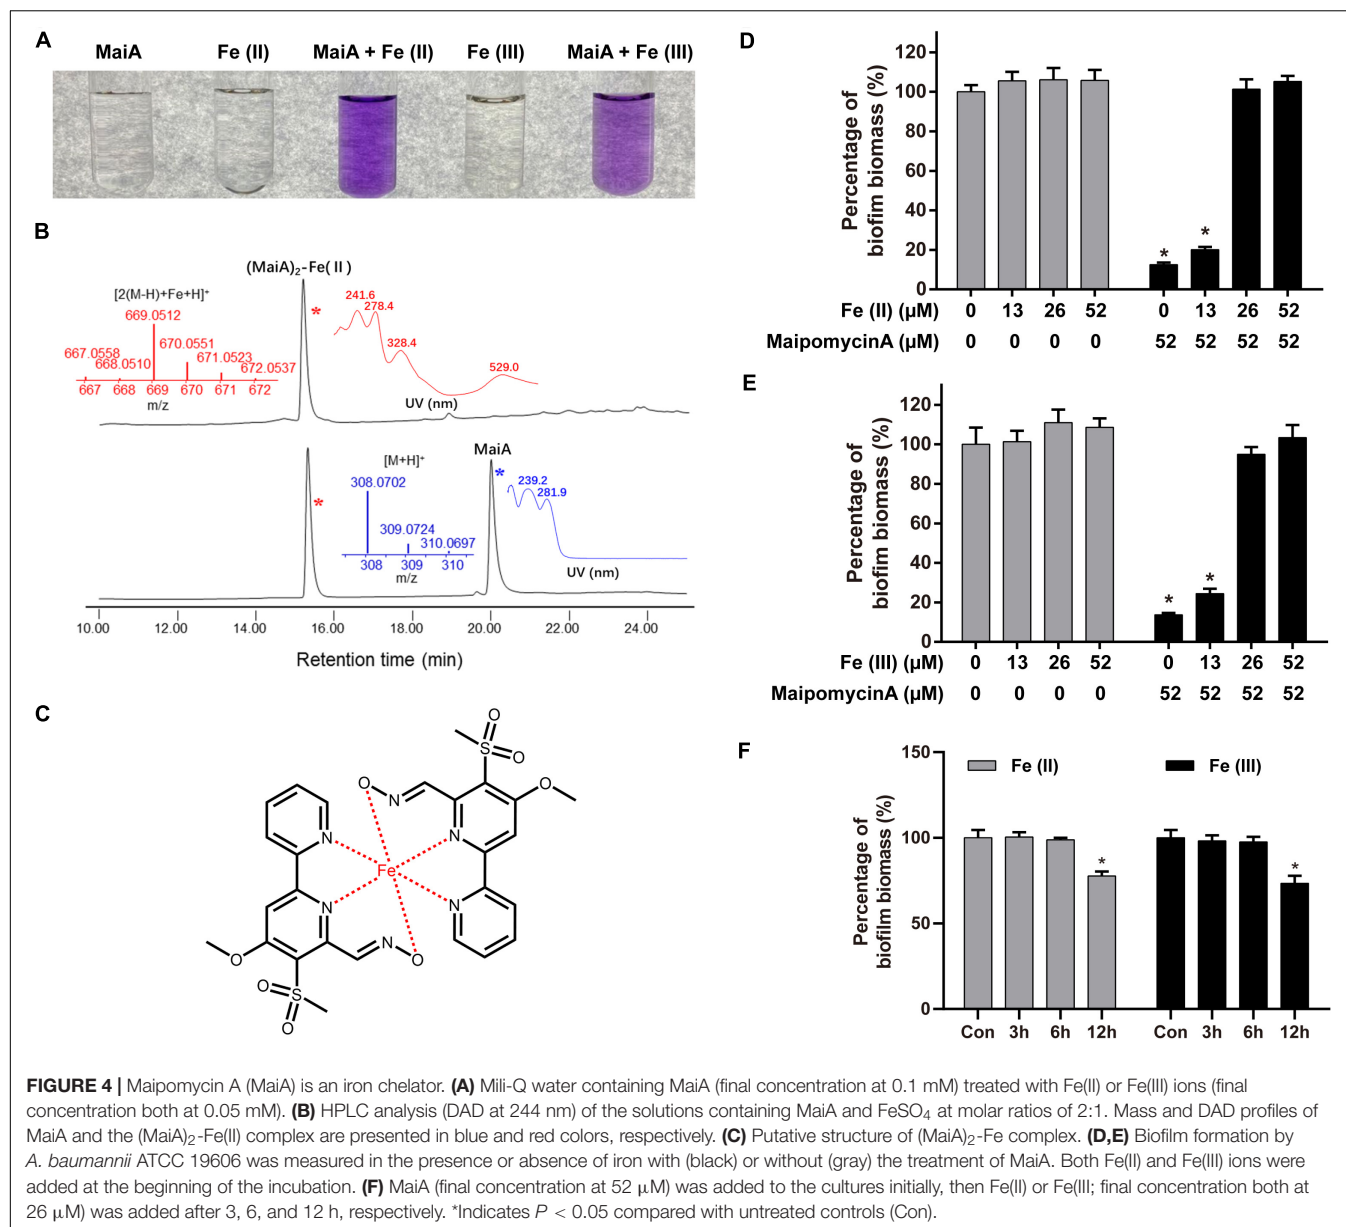 A
MaiA Fe (II) MaiA + Fe (II) Fe (III) MaiA + Fe (III)
B
(MaiA)₂-Fe(II)
[2(M-H)+Fe+H]⁺
669.0512
667.0558
668.0510
670.0551
671.0523
672.0537
667 668 669 670 671 672
m/z
*
241.6
278.4
328.4
529.0
UV (nm)
*
[M+H]⁺
308.0702
309.0724
310.0697
308 309 310
m/z
MaiA
*
239.2
281.9
UV (nm)
10.00 12.00 14.00 16.00 18.00 20.00 22.00 24.00
Retention time (min)
C
O
S
O
O
N
O
N
N
Fe
N
N
N
O
O
O
S
O
D
Percentage of
biofim biomass (%)
120
100
80
60
40
20
0
* *
Fe (II) (μM) 0 13 26 52 0 13 26 52
MaipomycinA (μM) 0 0 0 0 52 52 52 52
E
Percentage of
biofim biomass (%)
120
100
80
60
40
20
0
* *
Fe (III) (μM) 0 13 26 52 0 13 26 52
MaipomycinA (μM) 0 0 0 0 52 52 52 52
F
Percentage of
biofilm biomass (%)
150
100
50
0
Fe (II) Fe (III)
* *
Con 3h 6h 12h Con 3h 6h 12h
FIGURE 4 | Maipomycin A (MaiA) is an iron chelator. (A) Mili-Q water containing MaiA (final concentration at 0.1 mM) treated with Fe(II) or Fe(III) ions (final
concentration both at 0.05 mM). (B) HPLC analysis (DAD at 244 nm) of the solutions containing MaiA and FeSO₄ at molar ratios of 2:1. Mass and DAD profiles of
MaiA and the (MaiA)₂-Fe(II) complex are presented in blue and red colors, respectively. (C) Putative structure of (MaiA)₂-Fe complex. (D,E) Biofilm formation by
A. baumannii ATCC 19606 was measured in the presence or absence of iron with (black) or without (gray) the treatment of MaiA. Both Fe(II) and Fe(III) ions were
added at the beginning of the incubation. (F) MaiA (final concentration at 52 μM) was added to the cultures initially, then Fe(II) or Fe(III; final concentration both at
26 μM) was added after 3, 6, and 12 h, respectively. *Indicates P < 0.05 compared with untreated controls (Con).